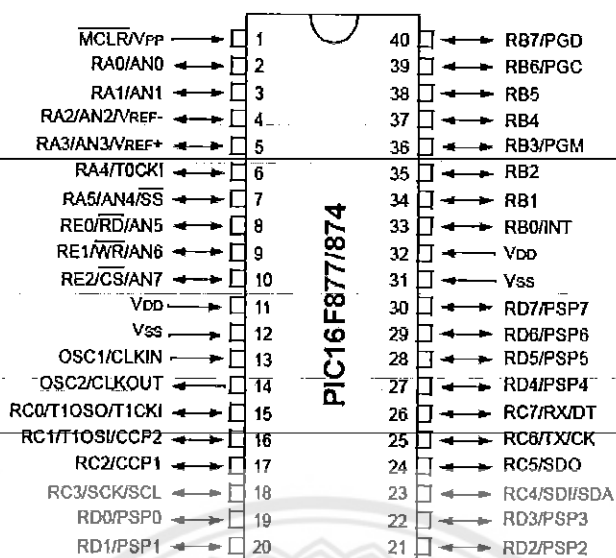 MCLR/VPP 1 40 RB7/PGD
RA0/AN0 2 39 RB6/PGC
RA1/AN1 3 38 RB5
RA2/AN2/VREF- 4 37 RB4
RA3/AN3/VREF+ 5 36 RB3/PGM
RA4/T0CKI 6 35 RB2
RA5/AN4/SS 7 34 RB1
RE0/RD/AN5 8 33 RB0/INT
RE1/WR/AN6 9 32 VDD
RE2/CS/AN7 10 31 VSS
VDD 11 30 RD7/PSP7
VSS 12 29 RD6/PSP6
OSC1/CLKIN 13 28 RD5/PSP5
OSC2/CLKOUT 14 27 RD4/PSP4
RC0/T1OSO/T1CKI 15 26 RC7/RX/DT
RC1/T1OSI/CCP2 16 25 RC6/TX/CK
RC2/CCP1 17 24 RC5/SDO
RC3/SCK/SCL 18 23 RC4/SDI/SDA
RD0/PSP0 19 22 RD3/PSP3
RD1/PSP1 20 21 RD2/PSP2
PIC16F877/874